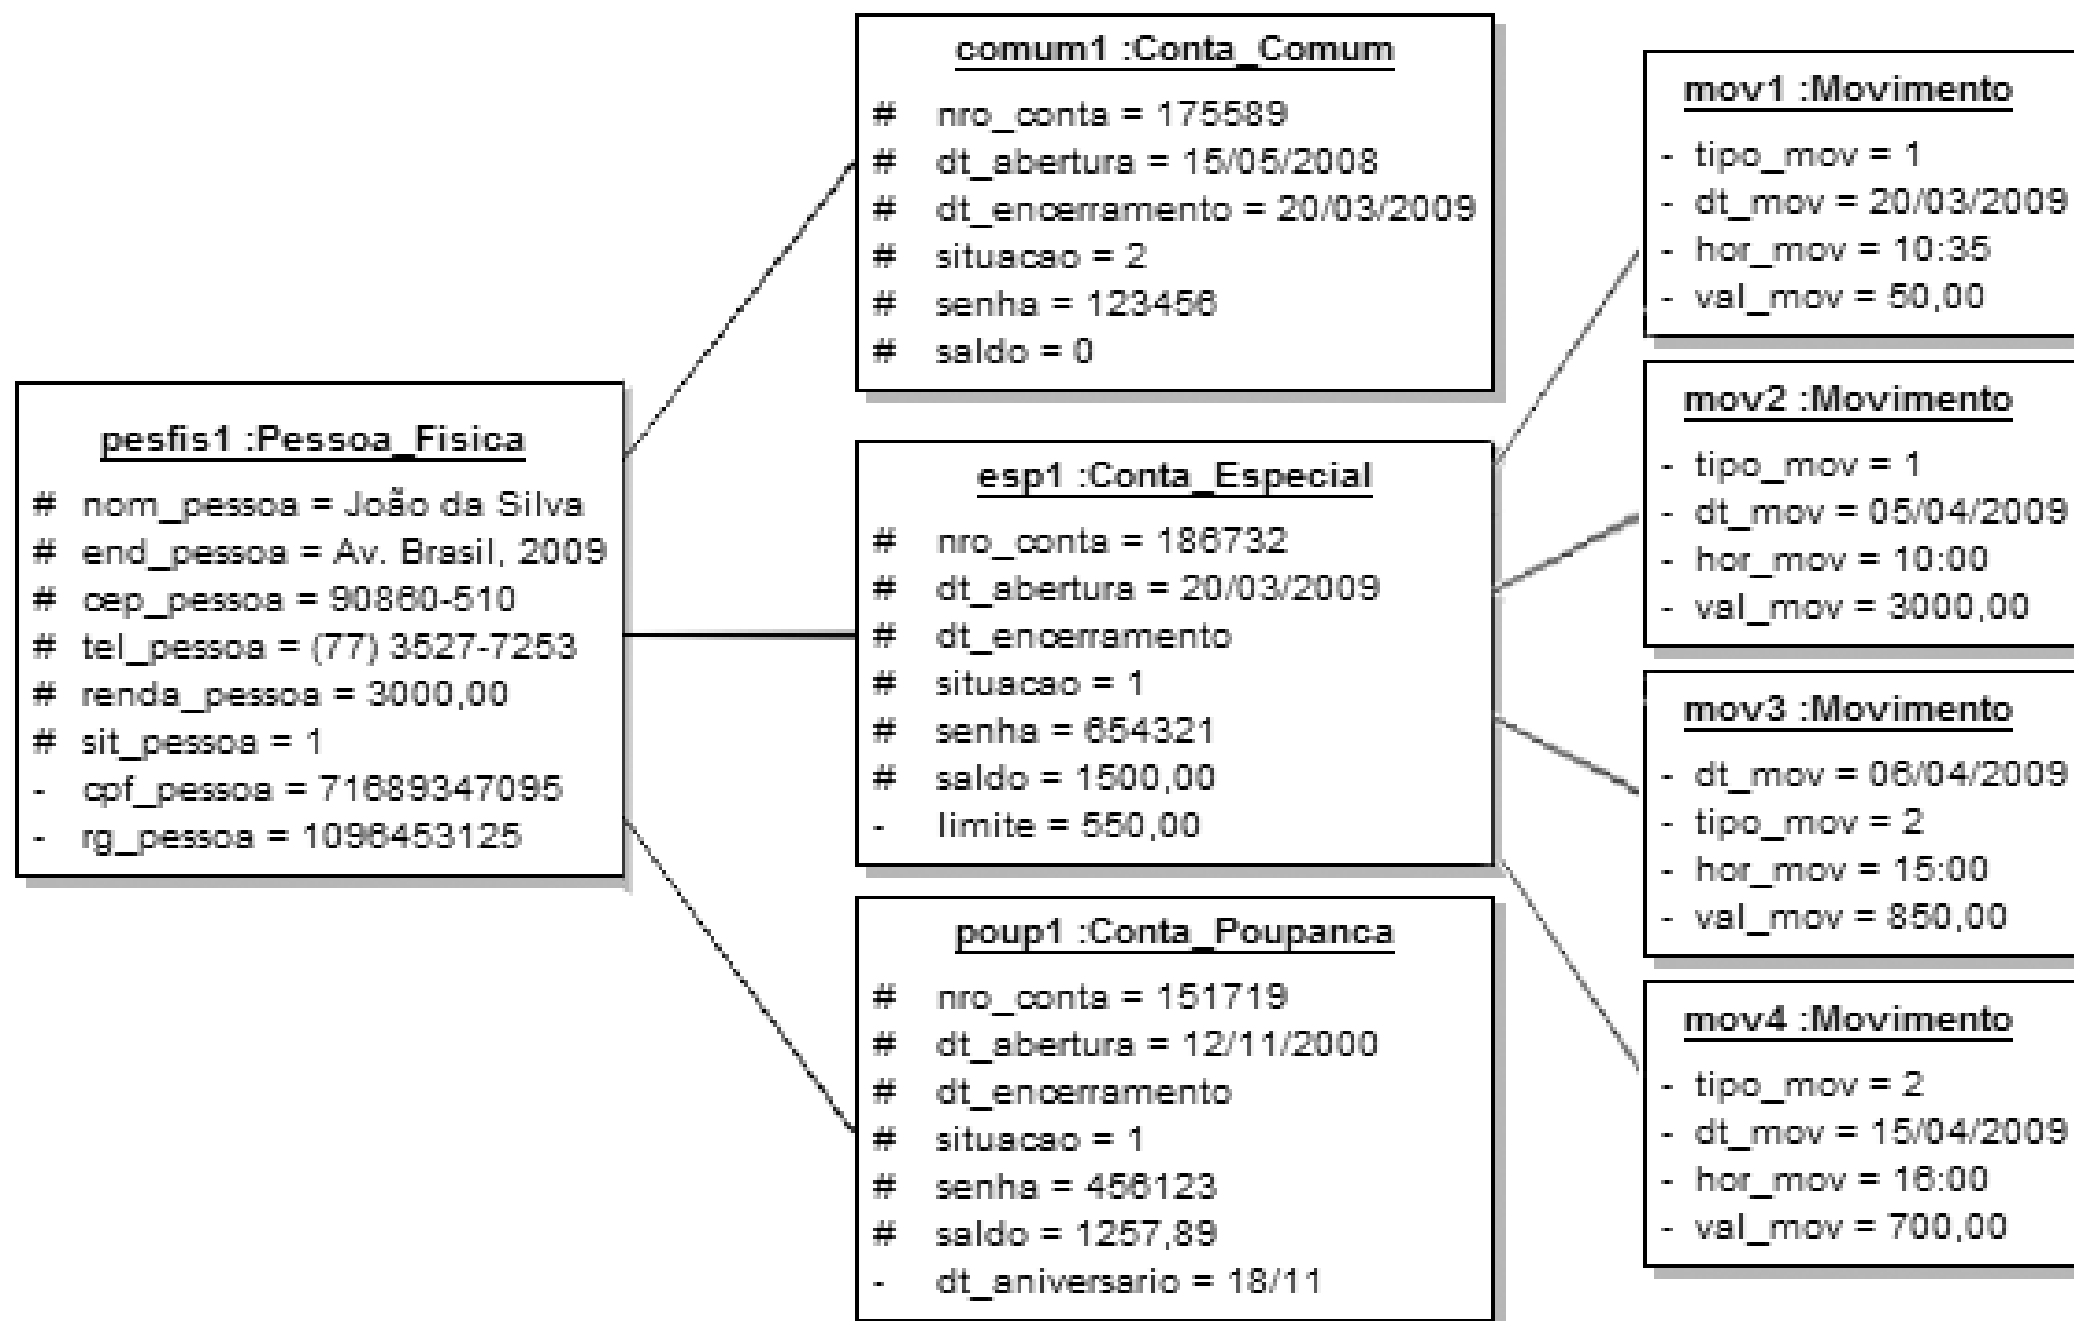 comum1 :Conta_Comum
# nro_conta = 175589
# dt_abertura = 15/05/2008
# dt_encerramento = 20/03/2009
# situacao = 2
# senha = 123456
# saldo = 0
pesfis1 :Pessoa_Fisica
# nom_pessoa = João da Silva
# end_pessoa = Av. Brasil, 2009
# cep_pessoa = 90860-510
# tel_pessoa = (77) 3527-7253
# renda_pessoa = 3000,00
# sit_pessoa = 1
- cpf_pessoa = 71689347095
- rg_pessoa = 1096453125
esp1 :Conta_Especial
# nro_conta = 186732
# dt_abertura = 20/03/2009
# dt_encerramento
# situacao = 1
# senha = 654321
# saldo = 1500,00
- limite = 550,00
poup1 :Conta_Poupanca
# nro_conta = 151719
# dt_abertura = 12/11/2000
# dt_encerramento
# situacao = 1
# senha = 456123
# saldo = 1257,89
- dt_aniversario = 18/11
mov1 :Movimento
- tipo_mov = 1
- dt_mov = 20/03/2009
- hor_mov = 10:35
- val_mov = 50,00
mov2 :Movimento
- tipo_mov = 1
- dt_mov = 05/04/2009
- hor_mov = 10:00
- val_mov = 3000,00
mov3 :Movimento
- dt_mov = 06/04/2009
- tipo_mov = 2
- hor_mov = 15:00
- val_mov = 850,00
mov4 :Movimento
- tipo_mov = 2
- dt_mov = 15/04/2009
- hor_mov = 16:00
- val_mov = 700,00